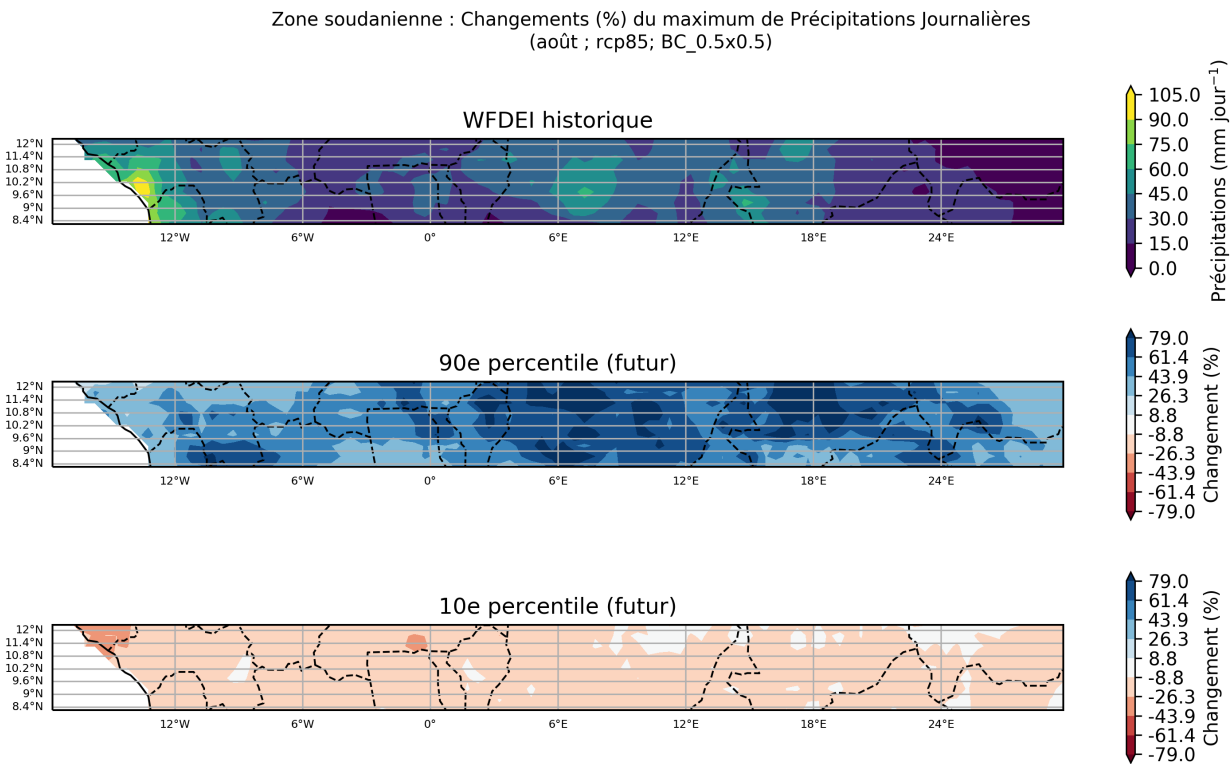 Zone soudanienne : Changements (%) du maximum de Précipitations Journalières
(août ; rcp85; BC_0.5x0.5)
WFDEI historique
12°N
11.4°N
10.8°N
10.2°N
9.6°N
9°N
8.4°N
12°W 6°W 0° 6°E 12°E 18°E 24°E
105.0
90.0
75.0
60.0
45.0
30.0
15.0
0.0
Précipitations (mm jour⁻¹)
90e percentile (futur)
12°N
11.4°N
10.8°N
10.2°N
9.6°N
9°N
8.4°N
12°W 6°W 0° 6°E 12°E 18°E 24°E
79.0
61.4
43.9
26.3
8.8
-8.8
-26.3
-43.9
-61.4
-79.0
Changement (%)
10e percentile (futur)
12°N
11.4°N
10.8°N
10.2°N
9.6°N
9°N
8.4°N
12°W 6°W 0° 6°E 12°E 18°E 24°E
79.0
61.4
43.9
26.3
8.8
-8.8
-26.3
-43.9
-61.4
-79.0
Changement (%)